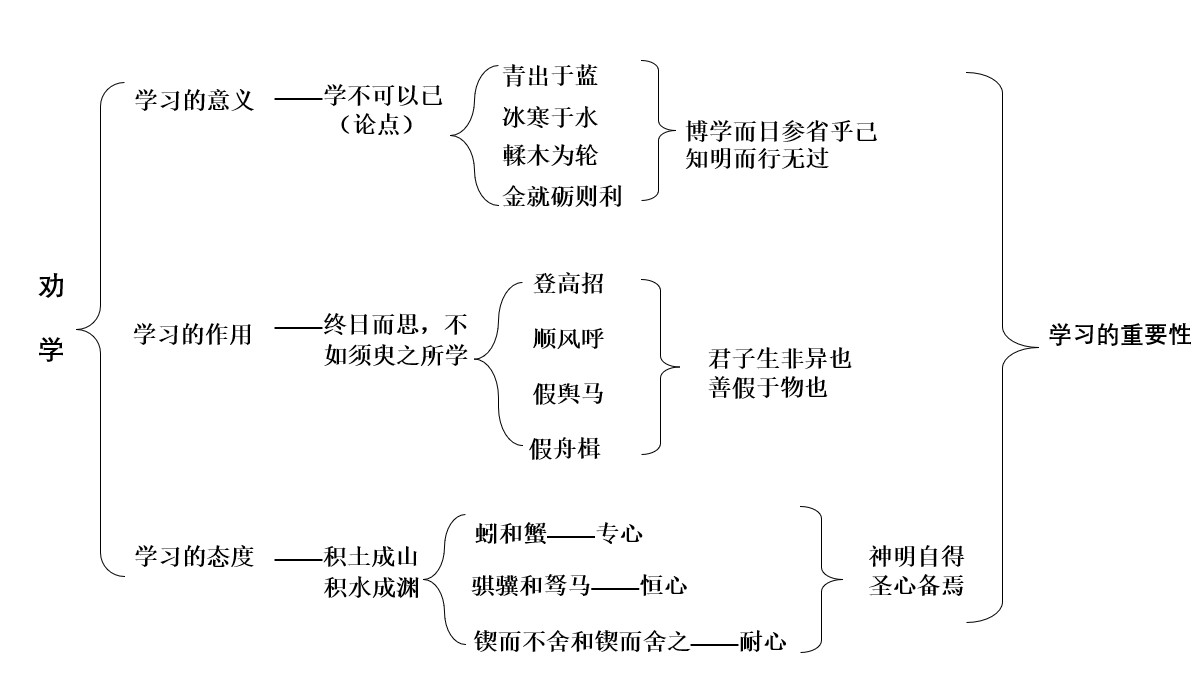 劝
学
学习的意义
——学不可以已
（论点）
青出于蓝
冰寒于水
輮木为轮
金就砺则利
博学而日参省乎己
知明而行无过
学习的作用
——终日而思，不
如须臾之所学
登高招
顺风呼
假舆马
假舟楫
君子生非异也
善假于物也
学习的态度
——积土成山
积水成渊
蚓和蟹——专心
骐骥和驽马——恒心
锲而不舍和锲而舍之——耐心
神明自得
圣心备焉
学习的重要性